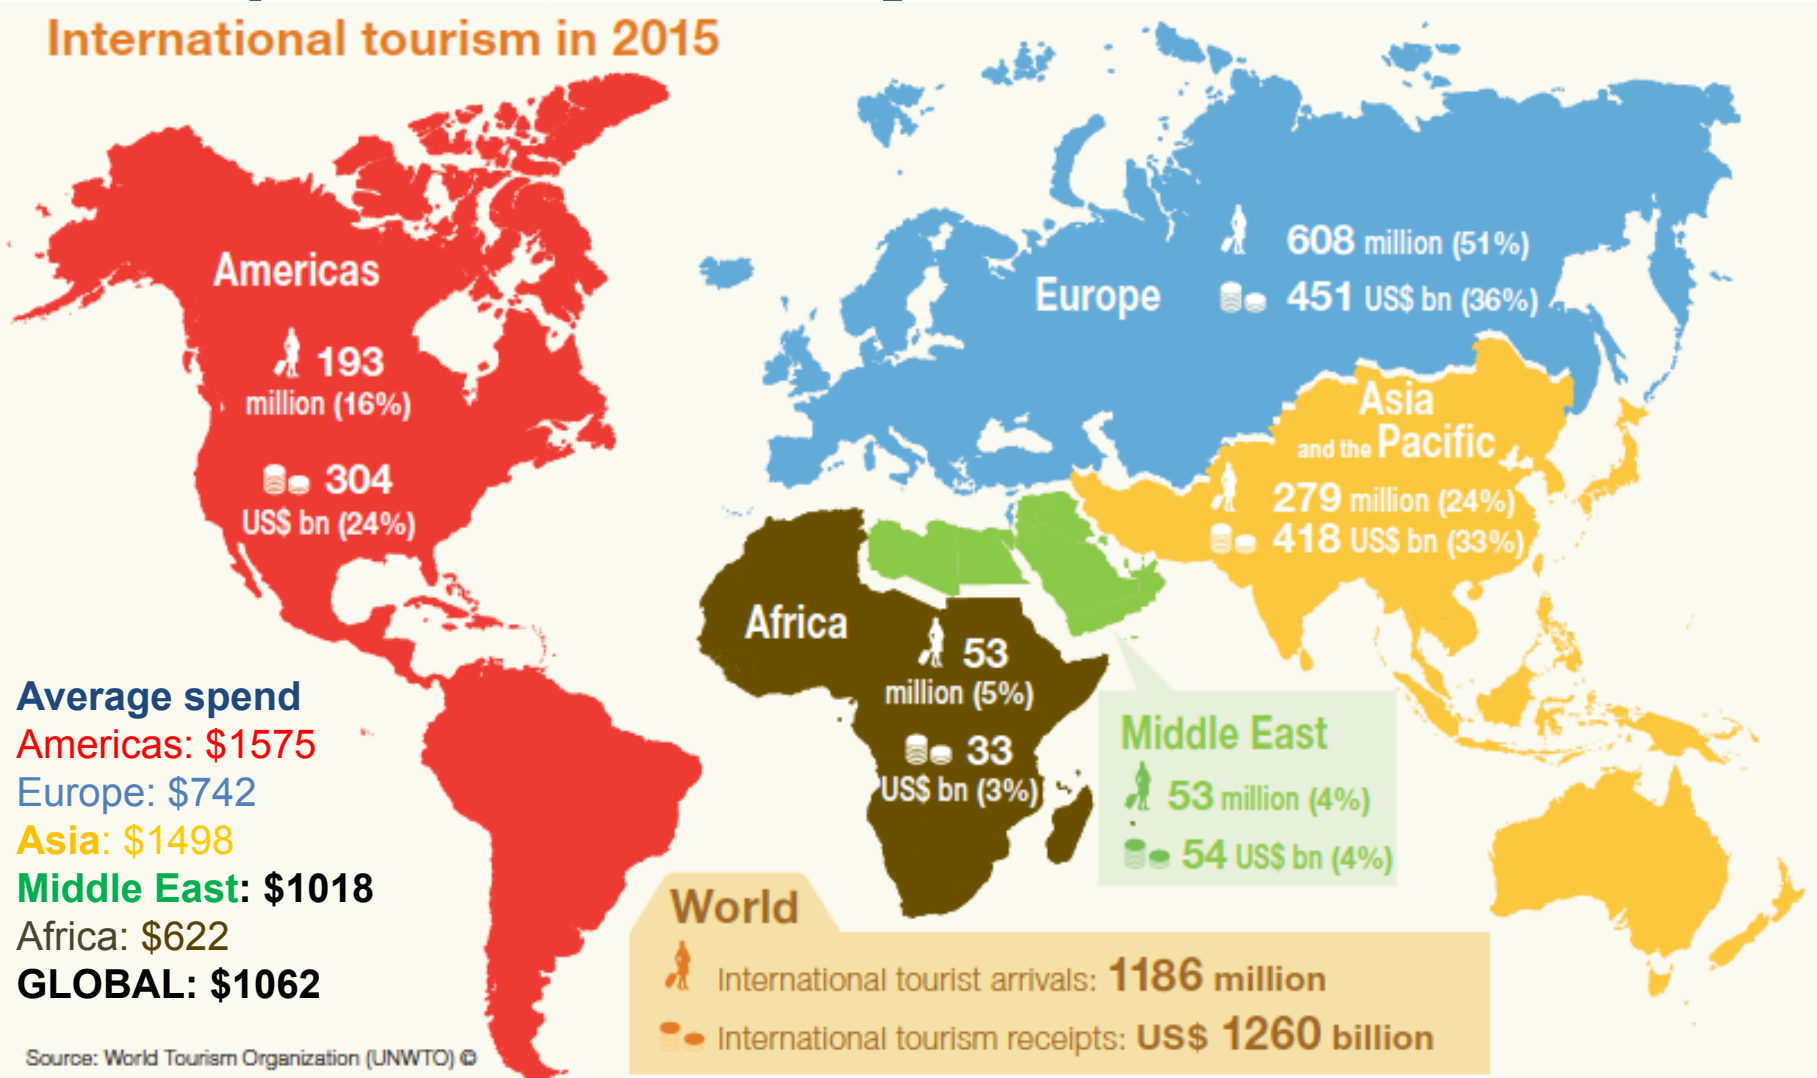 International tourism in 2015
Americas
193
million (16%)
304
US$ bn (24%)
Europe
608 million (51%)
451 US$ bn (36%)
Asia
and the Pacific
279 million (24%)
418 US$ bn (33%)
Africa
53
million (5%)
33
US$ bn (3%)
Middle East
53 million (4%)
54 US$ bn (4%)
Average spend
Americas: $1575
Europe: $742
Asia: $1498
Middle East: $1018
Africa: $622
GLOBAL: $1062
World
International tourist arrivals: 1186 million
International tourism receipts: US$ 1260 billion
Source: World Tourism Organization (UNWTO) ©